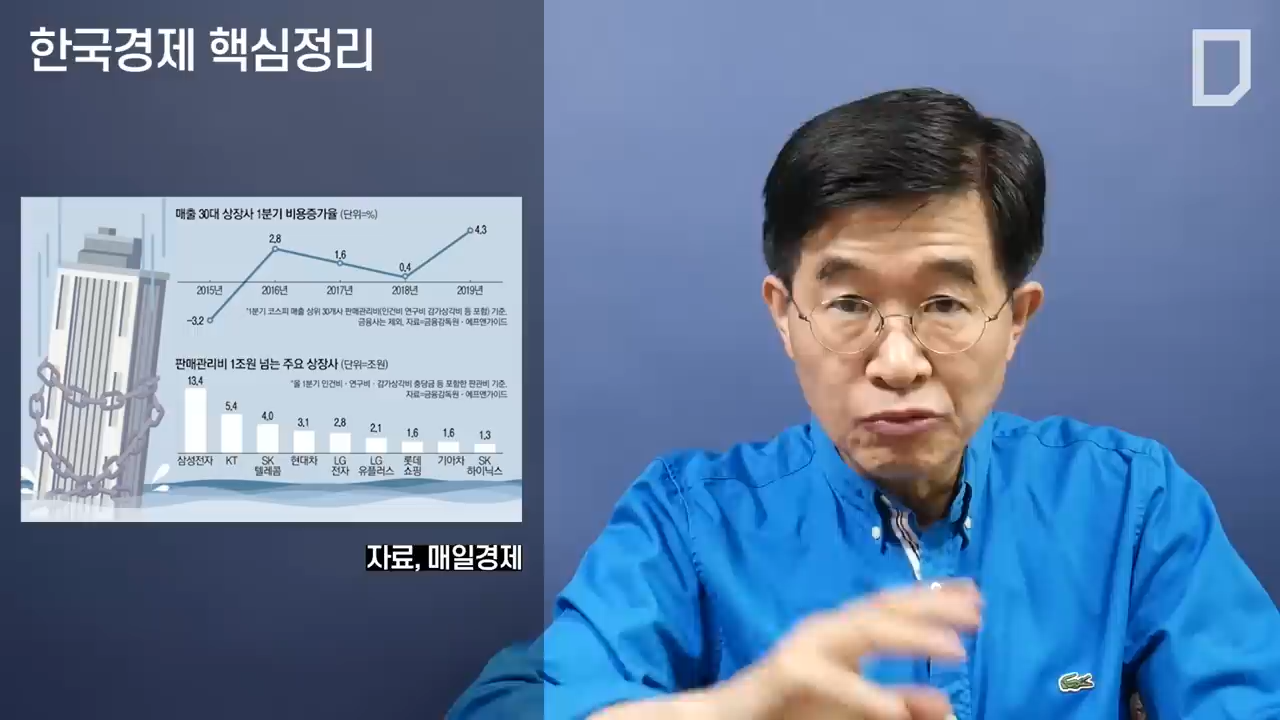 한국경제 핵심정리
매출 30대 상장사 1분기 비용증가율 (단위=%)
-3.2
2.8
1.6
0.4
4.3
2015년 2016년 2017년 2018년 2019년
*1분기 코스피 매출 상위 30개사 판매관리비(인건비 연구비 감가상각비 등 포함) 기준,
금융사는 제외, 자료=금융감독원·에프앤가이드
판매관리비 1조원 넘는 주요 상장사 (단위=조원)
*올 1분기 인건비·연구비·감가상각비 충당금 등 포함한 판관비 기준,
자료=금융감독원·에프앤가이드
13.4 5.4 4.0 3.1 2.8 2.1 1.6 1.6 1.3
삼성전자 KT SK 현대차 LG LG 롯데 기아차 SK
텔레콤 전자 유플러스 쇼핑 하이닉스
자료, 매일경제